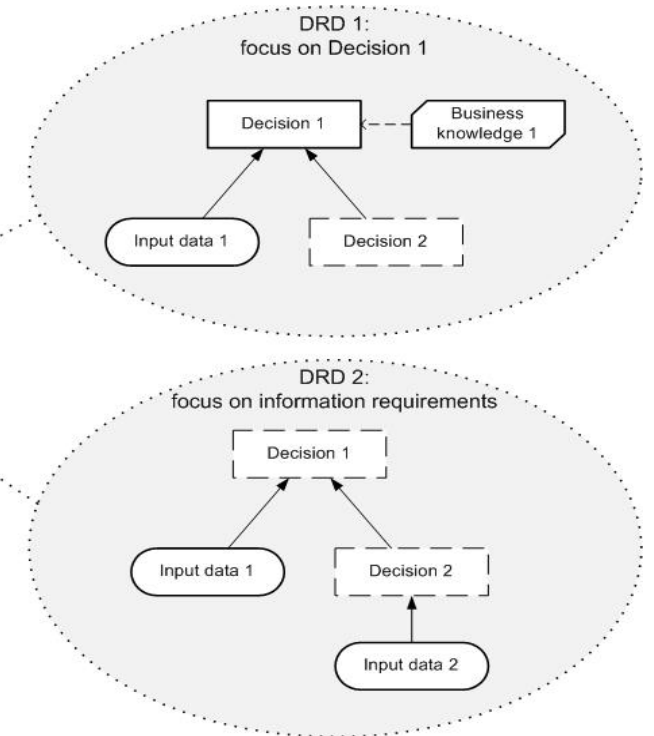 DRD 1:
focus on Decision 1
Decision 1
Business
knowledge 1
Input data 1
Decision 2
DRD 2:
focus on information requirements
Decision 1
Input data 1
Decision 2
Input data 2